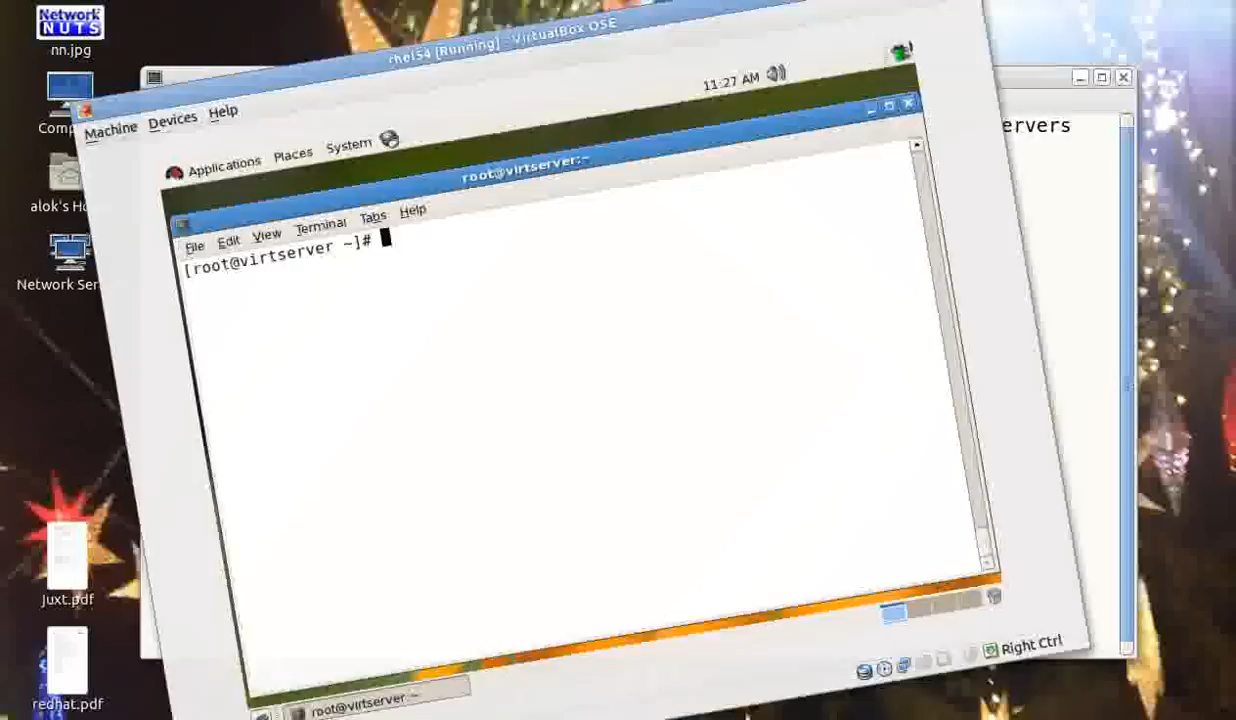 Network
NUTS
nn.jpg
rhel54 [Running] - VirtualBox OSE
Machine Devices Help
11:27 AM
Applications Places System
ervers
root@virtserver:~
File Edit View Terminal Tabs Help
[root@virtserver ~]#
Comp
alok's H
Network Ser
Juxt.pdf
redhat.pdf
root@virtserver:~
Right Ctrl